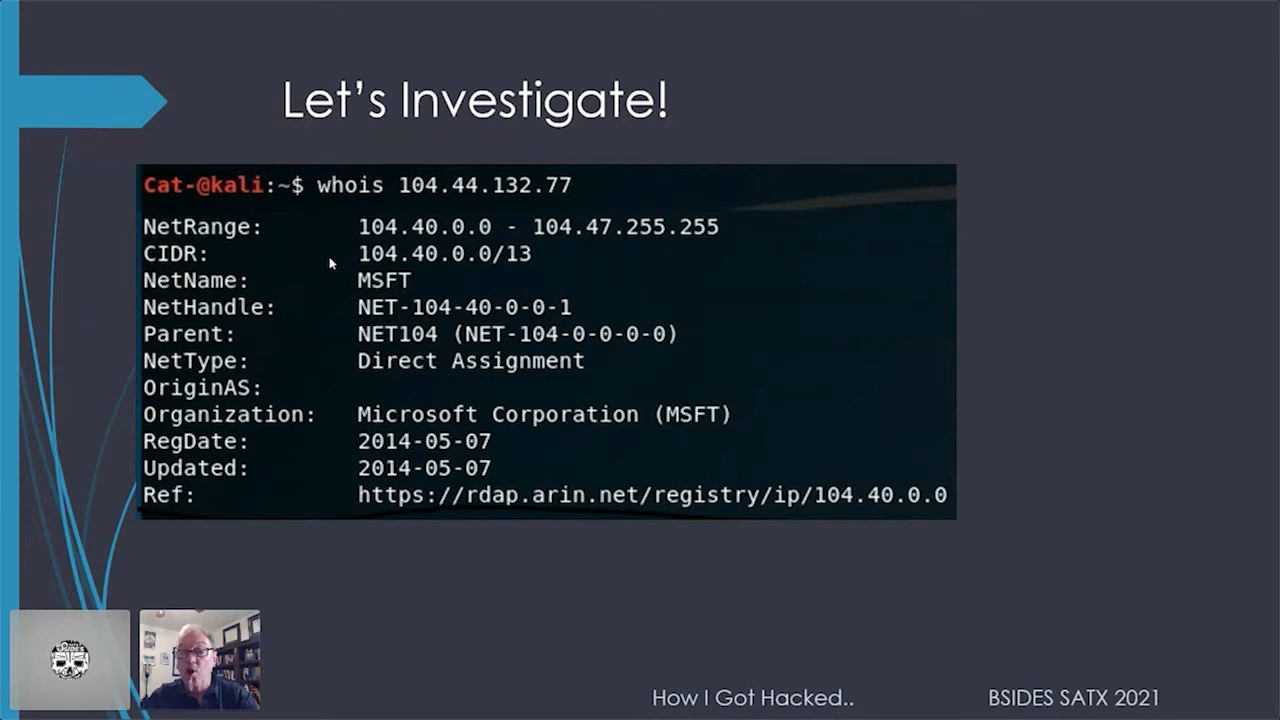 Let's Investigate!
Cat-@kali:~$ whois 104.44.132.77
NetRange: 104.40.0.0 - 104.47.255.255
CIDR: 104.40.0.0/13
NetName: MSFT
NetHandle: NET-104-40-0-0-1
Parent: NET104 (NET-104-0-0-0-0)
NetType: Direct Assignment
OriginAS:
Organization: Microsoft Corporation (MSFT)
RegDate: 2014-05-07
Updated: 2014-05-07
Ref: https://rdap.arin.net/registry/ip/104.40.0.0
BSIDES
How I Got Hacked..
BSIDES SATX 2021